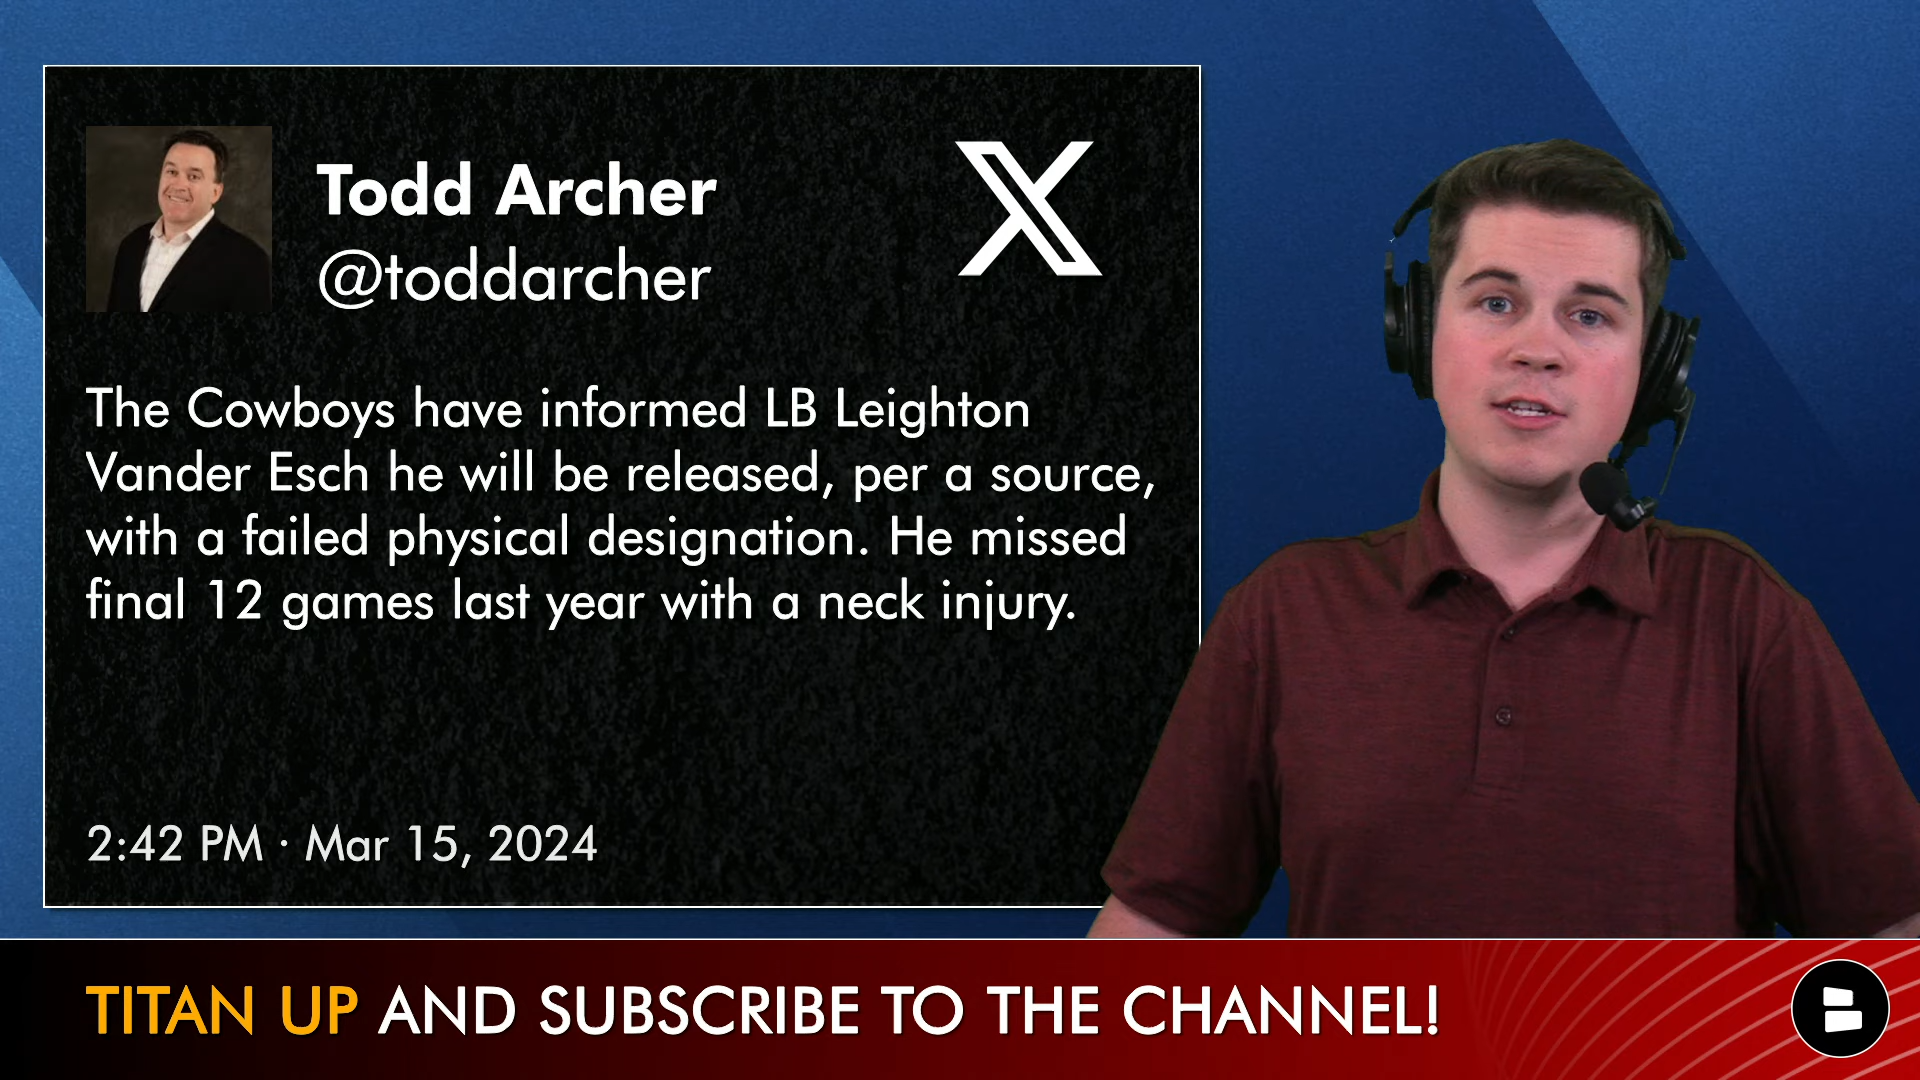 Todd Archer
@toddarcher
The Cowboys have informed LB Leighton
Vander Esch he will be released, per a source,
with a failed physical designation. He missed
final 12 games last year with a neck injury.
2:42 PM · Mar 15, 2024
TITAN UP AND SUBSCRIBE TO THE CHANNEL!